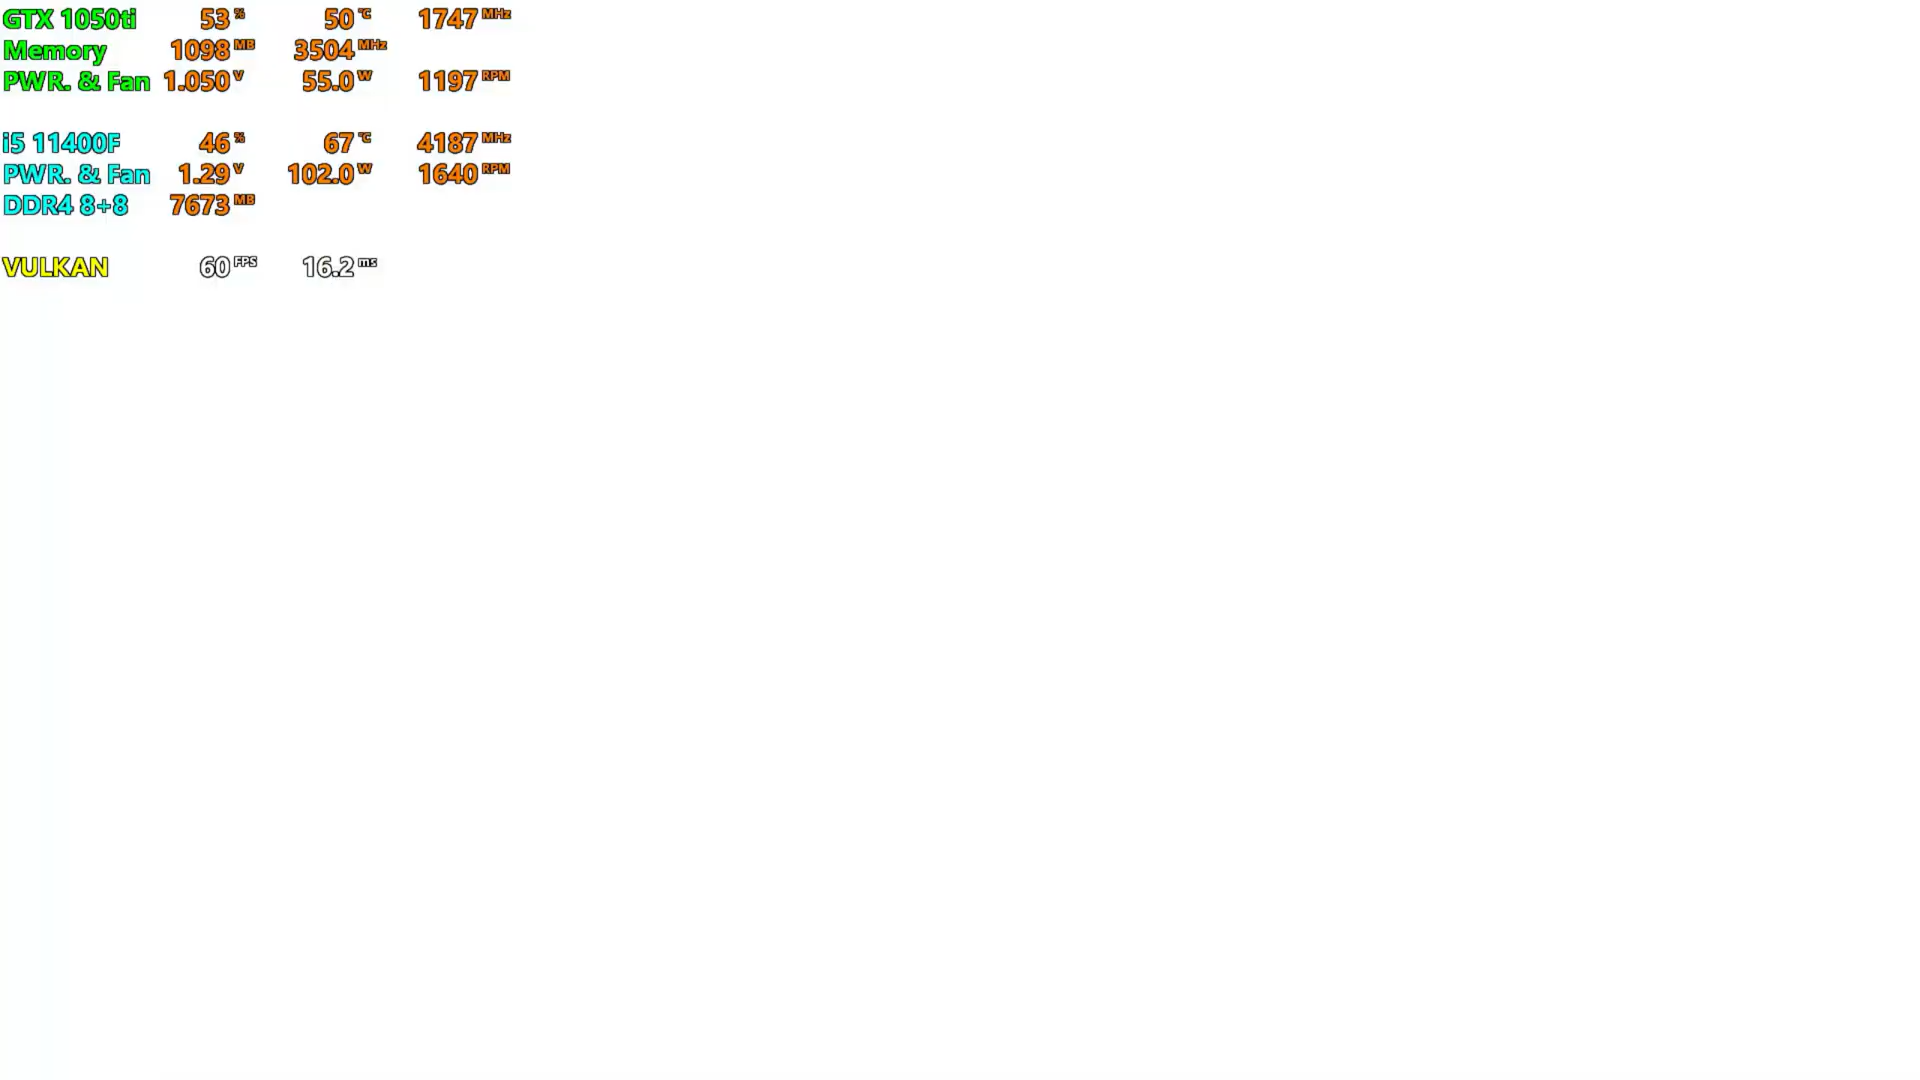 GTX 1050ti 53 % 50 °C 1747 MHz
Memory 1098 MB 3504 MHz
PWR. & Fan 1.050 V 55.0 W 1197 RPM
i5 11400F 46 % 67 °C 4187 MHz
PWR. & Fan 1.29 V 102.0 W 1640 RPM
DDR4 8+8 7673 MB
VULKAN 60 FPS 16.2 ms